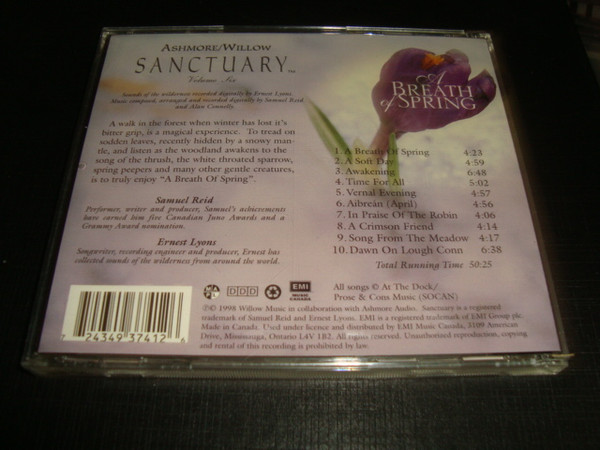 ASHMORE/WILLOW
SANCTUARY™
Volume Six
Sounds of the wilderness recorded digitally by Ernest Lyons.
Music composed, arranged and recorded digitally by Samuel Reid
and Alan Connelly.
A walk in the forest when winter has lost it's
bitter grip, is a magical experience. To tread on
sodden leaves, recently hidden by a snowy man-
tle, and listen as the woodland awakens to the
song of the thrush, the white throated sparrow,
spring peepers and many other gentle creatures,
is to truly enjoy "A Breath Of Spring".
Samuel Reid
Performer, writer and producer, Samuel's achievements
have earned him five Canadian Juno Awards and a
Grammy Award nomination.
Ernest Lyons
Songwriter, recording engineer and producer, Ernest has
collected sounds of the wilderness from around the world.
A
BREATH
of SPRING
1. A Breath Of Spring 4:23
2. A Soft Day 4:59
3. Awakening 6:48
4. Time For All 5:02
5. Vernal Evening 4:57
6. Aibrean (April) 4:56
7. In Praise Of The Robin 4:06
8. A Crimson Friend 4:14
9. Song From The Meadow 4:17
10. Dawn On Lough Conn 6:38
Total Running Time 50:25
All songs © At The Dock/
Prose & Cons Music (SOCAN)
7 24349 37412 A
DDD
EMI
MUSIC
CANADA
℗© 1998 Willow Music in collaboration with Ashmore Audio. Sanctuary is a registered
trademark of Samuel Reid and Ernest Lyons. EMI is a registered trademark of EMI Group plc.
Made in Canada. Used under licence and distributed by EMI Music Canada, 3109 American
Drive, Mississauga, Ontario L4V 1B2. All rights reserved. Unauthorised reproduction, copying
and rental of this recording is prohibited by law.